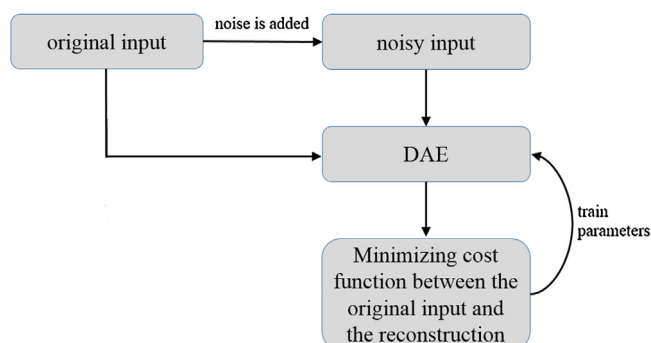 original input
noise is added
noisy input
DAE
train
parameters
Minimizing cost
function between the
original input and
the reconstruction